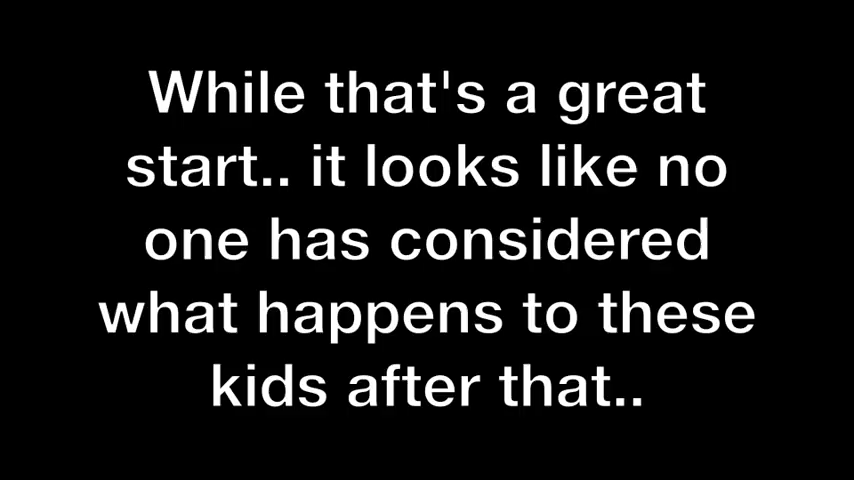 While that's a great
start.. it looks like no
one has considered
what happens to these
kids after that..